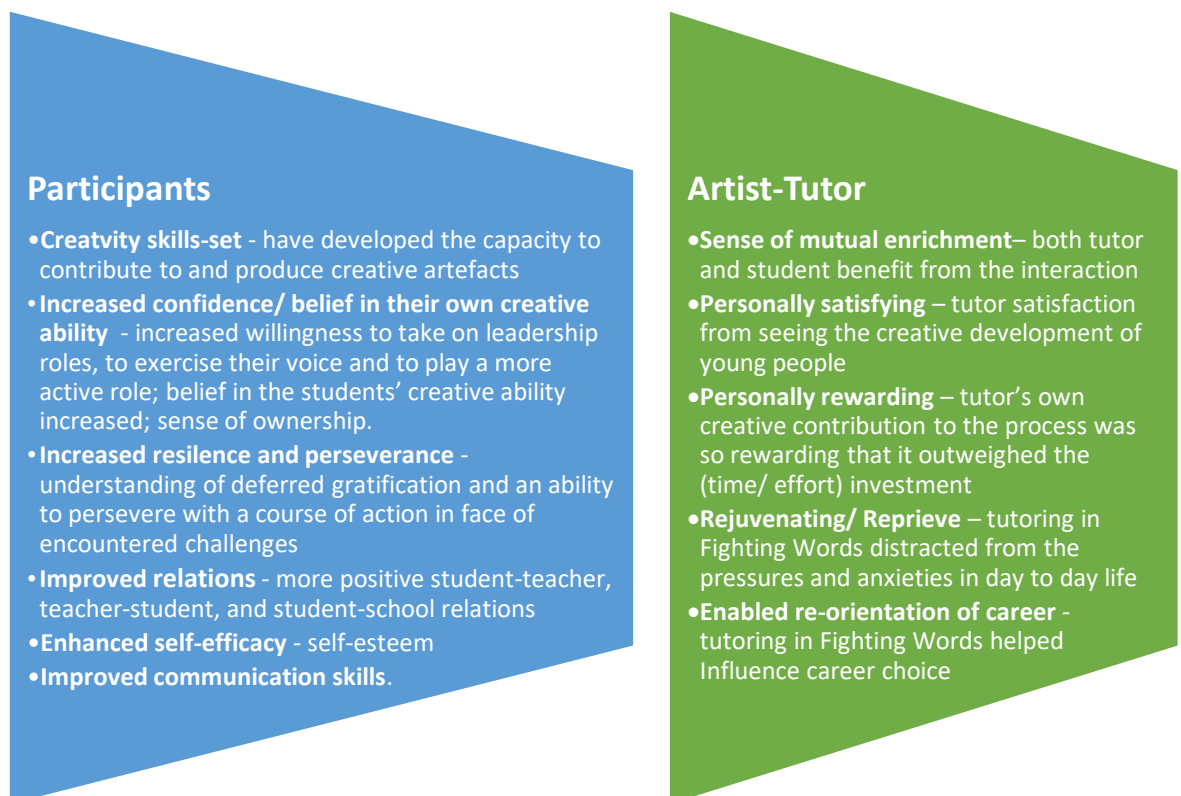 Participants
•Creatvity skills-set - have developed the capacity to
contribute to and produce creative artefacts
•Increased confidence/ belief in their own creative
ability - increased willingness to take on leadership
roles, to exercise their voice and to play a more
active role; belief in the students’ creative ability
increased; sense of ownership.
•Increased resilence and perseverance -
understanding of deferred gratification and an ability
to persevere with a course of action in face of
encountered challenges
•Improved relations - more positive student-teacher,
teacher-student, and student-school relations
•Enhanced self-efficacy - self-esteem
•Improved communication skills.
Artist-Tutor
•Sense of mutual enrichment– both tutor
and student benefit from the interaction
•Personally satisfying – tutor satisfaction
from seeing the creative development of
young people
•Personally rewarding – tutor’s own
creative contribution to the process was
so rewarding that it outweighed the
(time/ effort) investment
•Rejuvenating/ Reprieve – tutoring in
Fighting Words distracted from the
pressures and anxieties in day to day life
•Enabled re-orientation of career -
tutoring in Fighting Words helped
Influence career choice